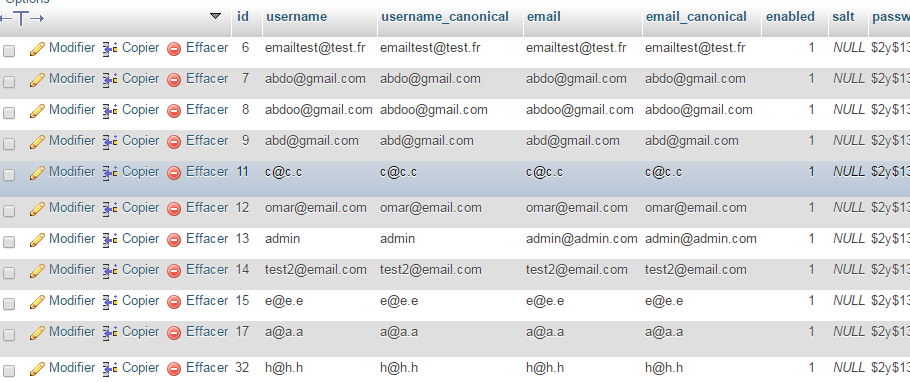 Options
id username username_canonical email email_canonical enabled salt passw
Modifier Copier Effacer 6 emailtest@test.fr emailtest@test.fr emailtest@test.fr emailtest@test.fr 1 NULL $2y$13
Modifier Copier Effacer 7 abdo@gmail.com abdo@gmail.com abdo@gmail.com abdo@gmail.com 1 NULL $2y$13
Modifier Copier Effacer 8 abdoo@gmail.com abdoo@gmail.com abdoo@gmail.com abdoo@gmail.com 1 NULL $2y$13
Modifier Copier Effacer 9 abd@gmail.com abd@gmail.com abd@gmail.com abd@gmail.com 1 NULL $2y$13
Modifier Copier Effacer 11 c@c.c c@c.c c@c.c c@c.c 1 NULL $2y$13
Modifier Copier Effacer 12 omar@email.com omar@email.com omar@email.com omar@email.com 1 NULL $2y$13
Modifier Copier Effacer 13 admin admin admin@admin.com admin@admin.com 1 NULL $2y$13
Modifier Copier Effacer 14 test2@email.com test2@email.com test2@email.com test2@email.com 1 NULL $2y$13
Modifier Copier Effacer 15 e@e.e e@e.e e@e.e e@e.e 1 NULL $2y$13
Modifier Copier Effacer 17 a@a.a a@a.a a@a.a a@a.a 1 NULL $2y$13
Modifier Copier Effacer 32 h@h.h h@h.h h@h.h h@h.h 1 NULL $2y$13